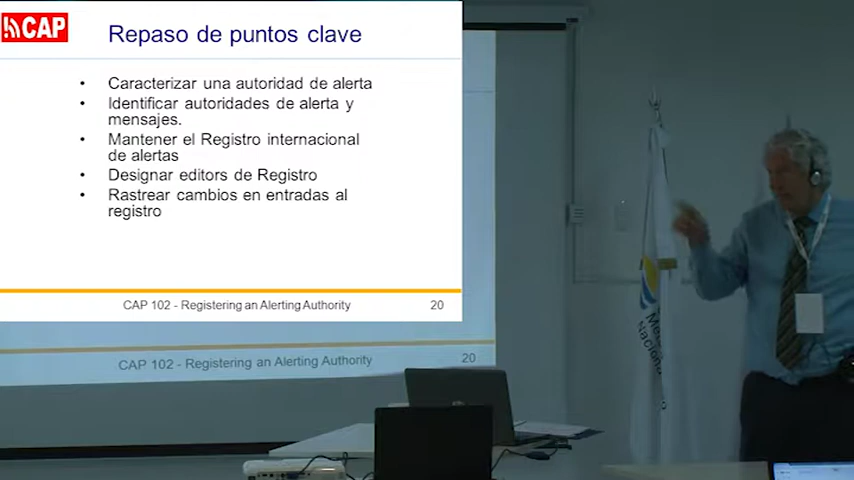 CAP
Repaso de puntos clave
• Caracterizar una autoridad de alerta
• Identificar autoridades de alerta y
mensajes.
• Mantener el Registro internacional
de alertas
• Designar editors de Registro
• Rastrear cambios en entradas al
registro
CAP 102 - Registering an Alerting Authority 20
CAP 102 - Registering an Alerting Authority 20
Nacional